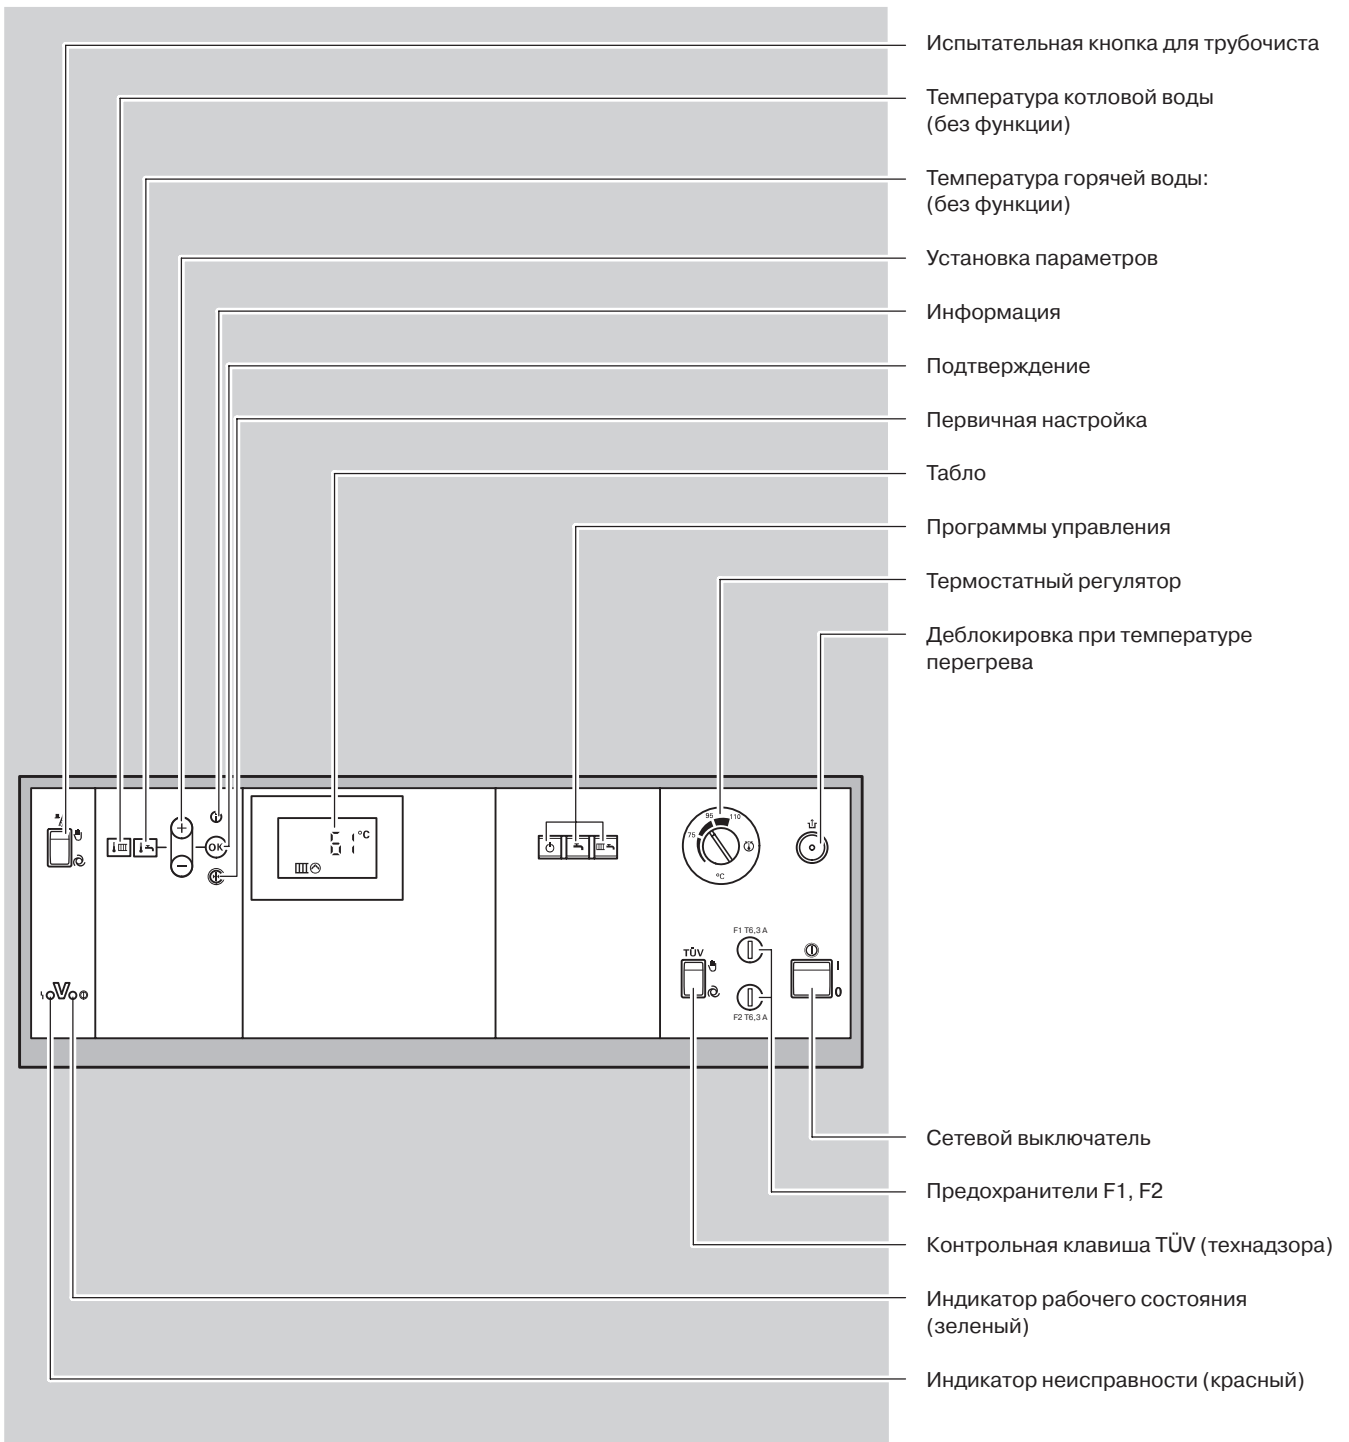 Испытательная кнопка для трубочиста
Температура котловой воды
(без функции)
Температура горячей воды:
(без функции)
Установка параметров
Информация
Подтверждение
Первичная настройка
Табло
Программы управления
Термостатный регулятор
Деблокировка при температуре
перегрева
OK
61 °C
75
95
110
°C
TÜV
F1 T6,3 A
F2 T6,3 A
I
0
V
Сетевой выключатель
Предохранители F1, F2
Контрольная клавиша TÜV (технадзора)
Индикатор рабочего состояния
(зеленый)
Индикатор неисправности (красный)